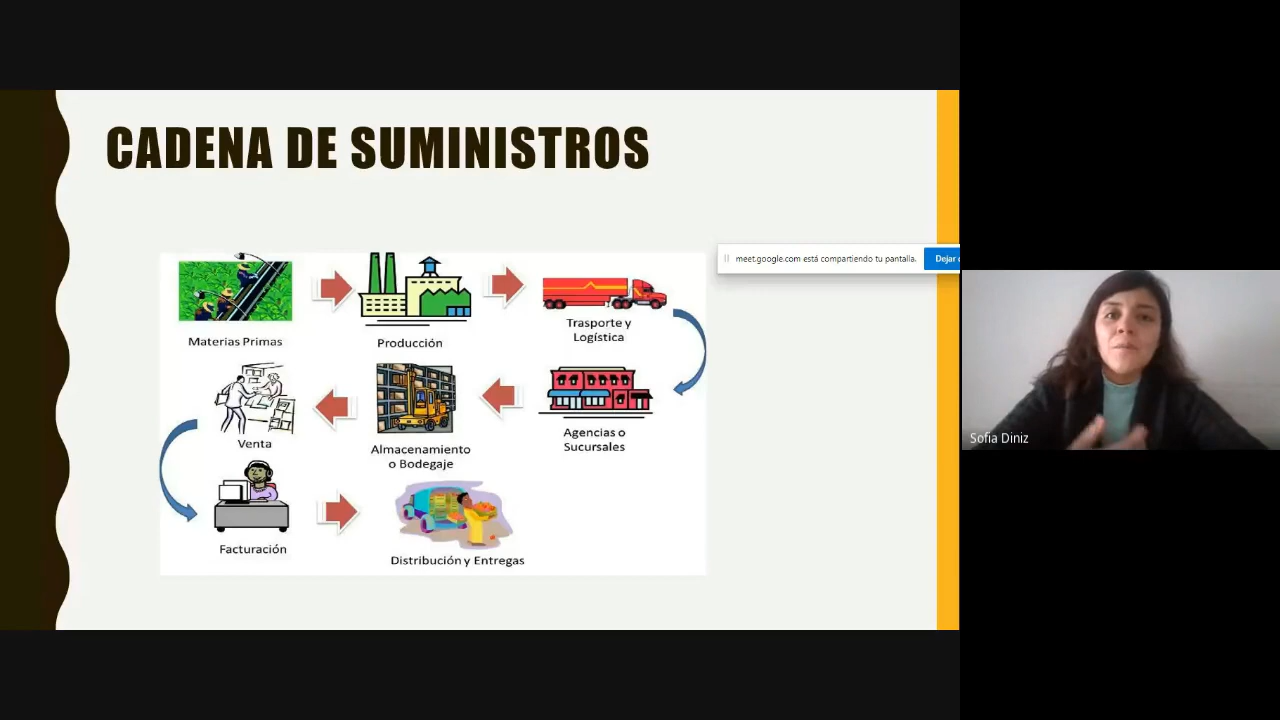 CADENA DE SUMINISTROS
meet.google.com está compartiendo tu pantalla.
Dejar
Materias Primas
Producción
Trasporte y
Logística
Venta
Almacenamiento
o Bodegaje
Agencias o
Sucursales
Facturación
Distribución y Entregas
Sofia Diniz